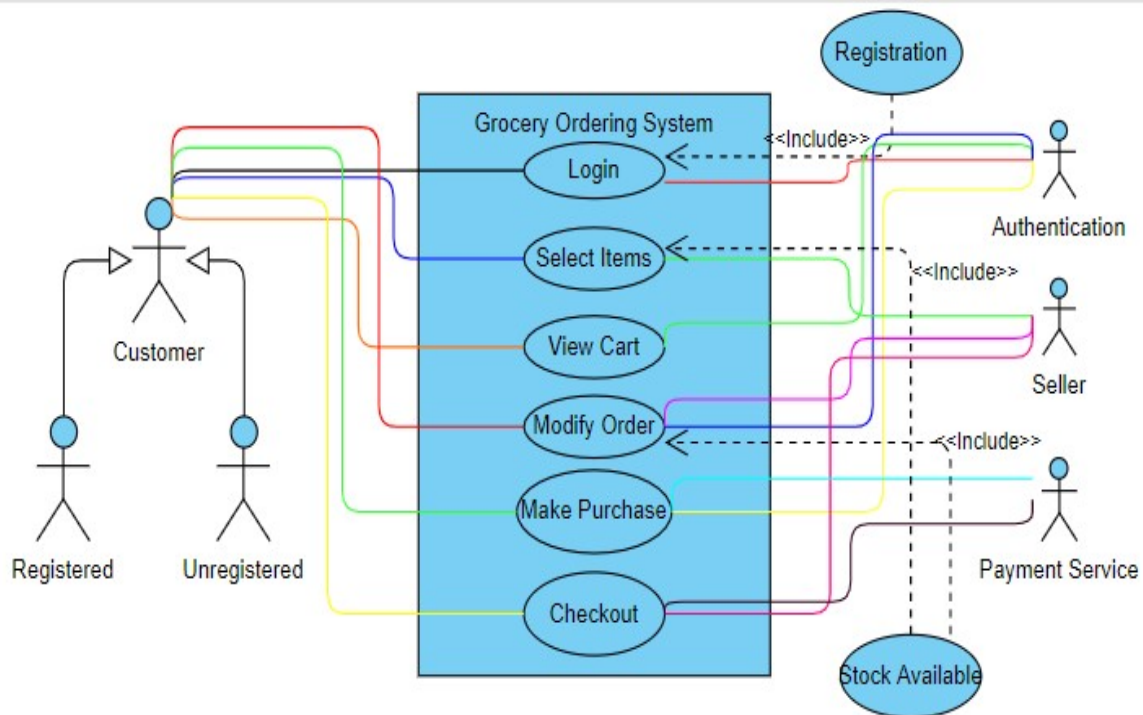 Registration
Grocery Ordering System
<<Include>>
Login
Authentication
Select Items
<<Include>>
Customer
View Cart
Seller
Modify Order
<<Include>>
Make Purchase
Registered
Unregistered
Payment Service
Checkout
Stock Available